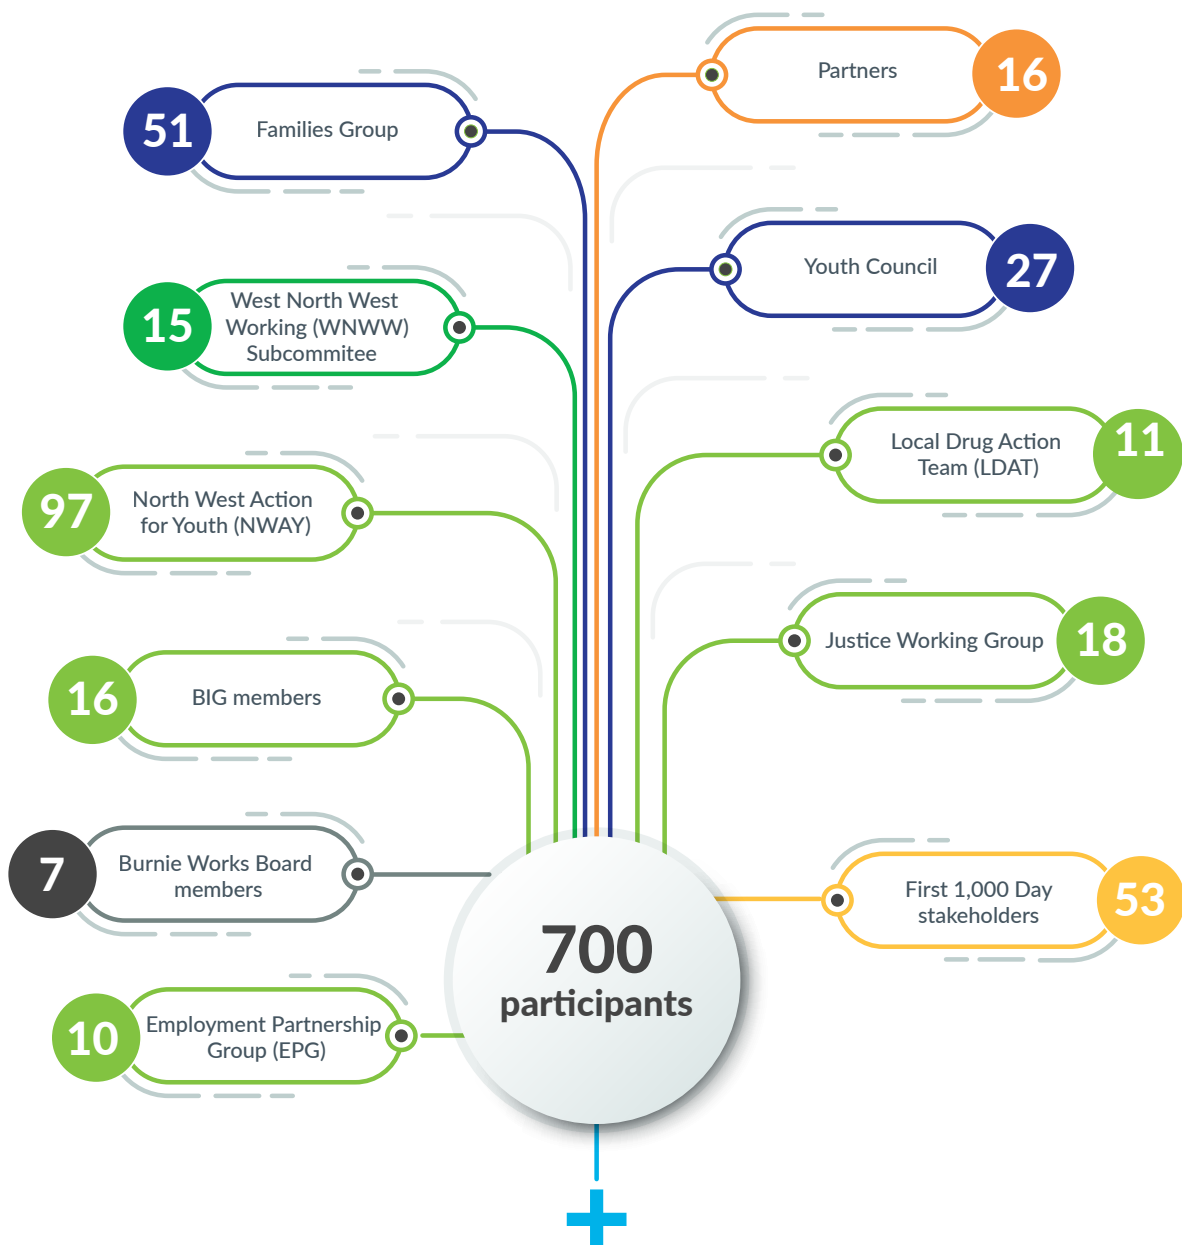 51
Families Group
15
West North West
Working (WNWW)
Subcommitee
97
North West Action
for Youth (NWAY)
16
BIG members
7
Burnie Works Board
members
10
Employment Partnership
Group (EPG)
Partners
16
Youth Council
27
Local Drug Action
Team (LDAT)
11
Justice Working Group
18
First 1,000 Day
stakeholders
53
700
participants
+